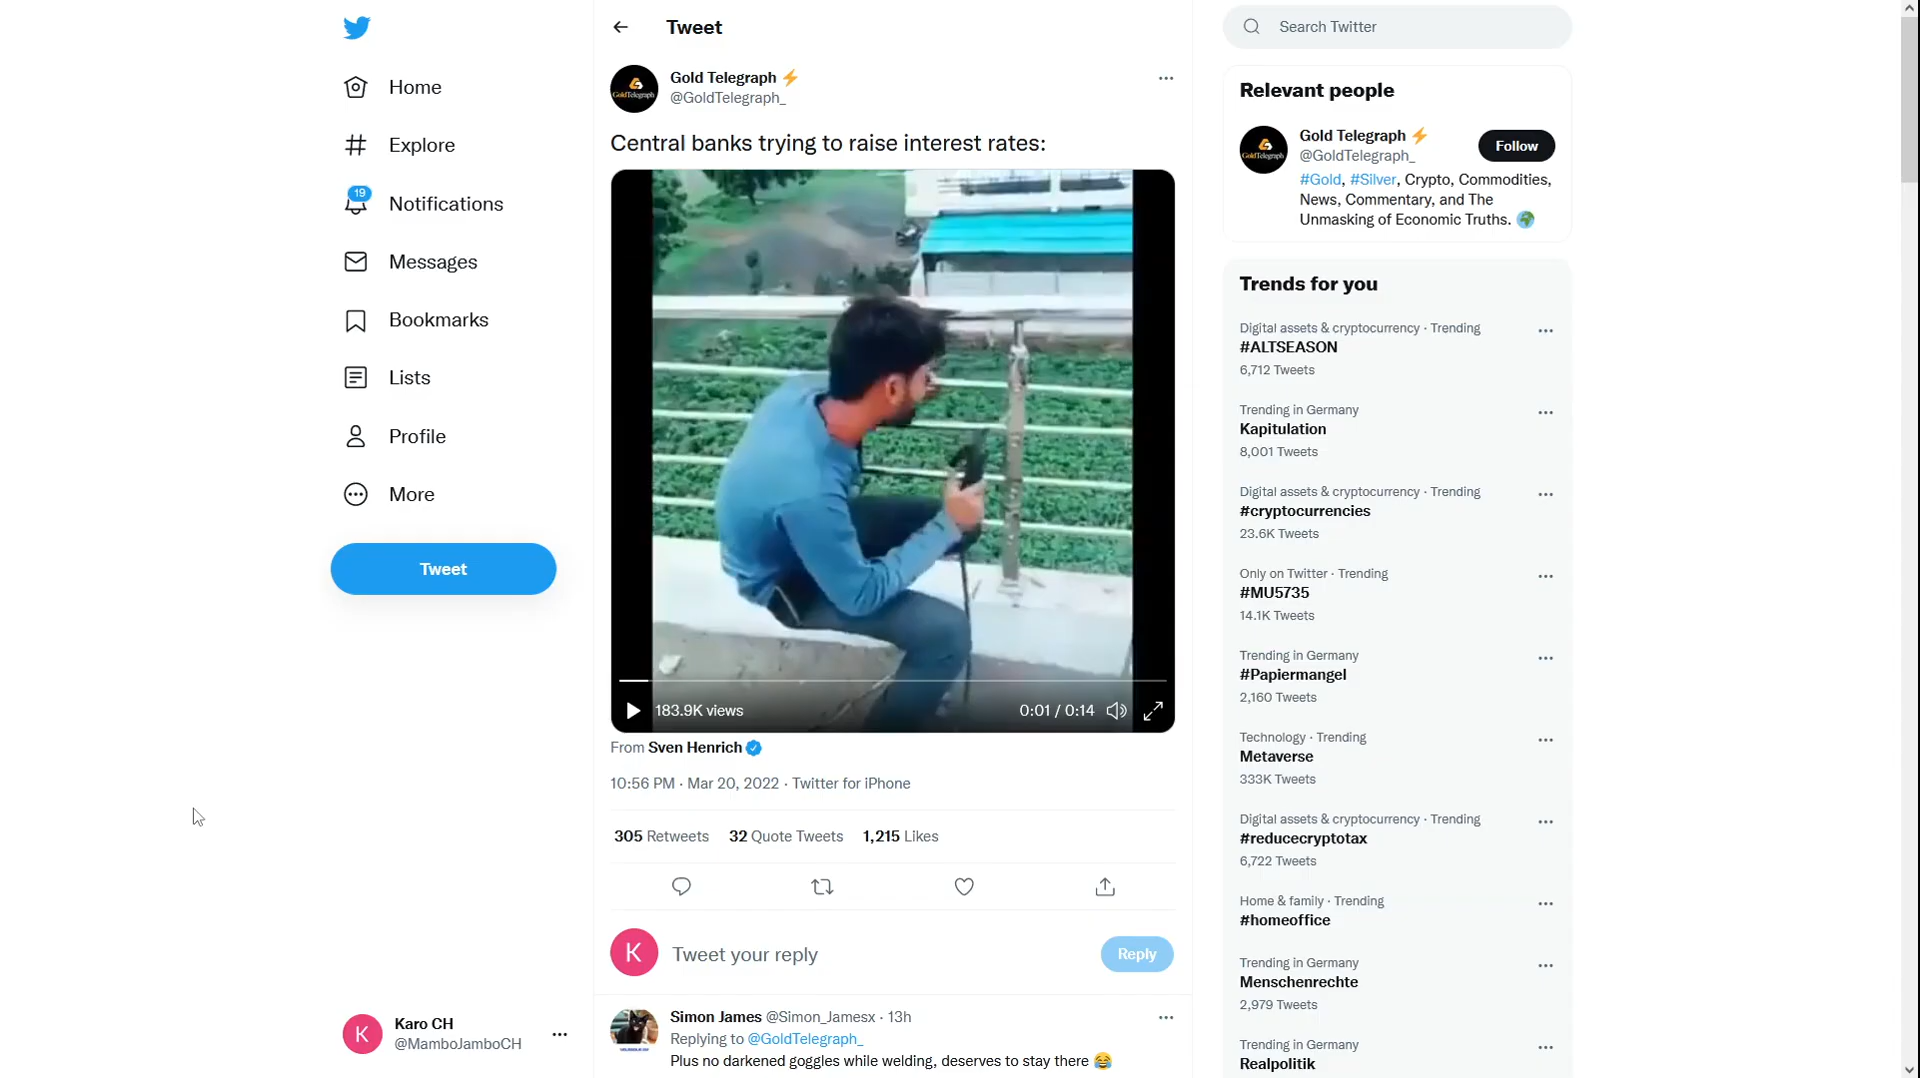 Tweet
Search Twitter
Home
Explore
19
Notifications
Messages
Bookmarks
Lists
Profile
More
Tweet
Karo CH
@MamboJamboCH
K
Gold Telegraph ⚡
@GoldTelegraph_
GoldTelegraph
Central banks trying to raise interest rates:
183.9K views
0:01 / 0:14
From Sven Henrich
10:56 PM · Mar 20, 2022 · Twitter for iPhone
305 Retweets 32 Quote Tweets 1,215 Likes
K
Tweet your reply
Reply
Simon James @Simon_Jamesx · 13h
Replying to @GoldTelegraph_
Plus no darkened goggles while welding, deserves to stay there 😂
Relevant people
GoldTelegraph
Gold Telegraph ⚡
@GoldTelegraph_
Follow
#Gold, #Silver, Crypto, Commodities,
News, Commentary, and The
Unmasking of Economic Truths. 🌍
Trends for you
Digital assets & cryptocurrency · Trending
#ALTSEASON
6,712 Tweets
Trending in Germany
Kapitulation
8,001 Tweets
Digital assets & cryptocurrency · Trending
#cryptocurrencies
23.6K Tweets
Only on Twitter · Trending
#MU5735
14.1K Tweets
Trending in Germany
#Papiermangel
2,160 Tweets
Technology · Trending
Metaverse
333K Tweets
Digital assets & cryptocurrency · Trending
#reducecryptotax
6,722 Tweets
Home & family · Trending
#homeoffice
Trending in Germany
Menschenrechte
2,979 Tweets
Trending in Germany
Realpolitik